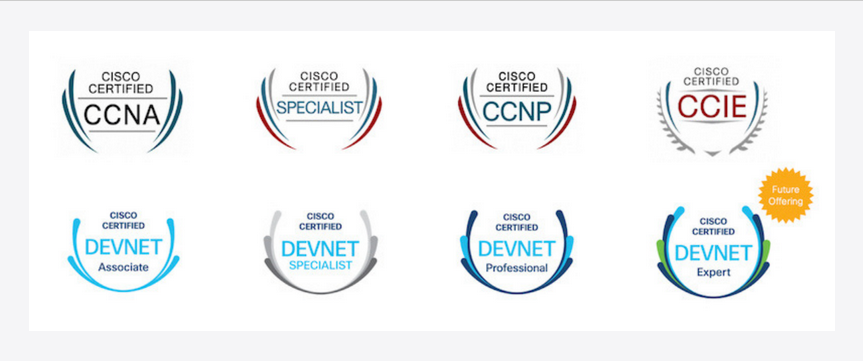 CISCO
CERTIFIED
CCNA
CISCO
CERTIFIED
SPECIALIST
CISCO
CERTIFIED
CCNP
CISCO
CERTIFIED
CCIE
CISCO
CERTIFIED
DEVNET
Associate
CISCO
CERTIFIED
DEVNET
SPECIALIST
CISCO
CERTIFIED
DEVNET
Professional
Future
Offering
CISCO
CERTIFIED
DEVNET
Expert